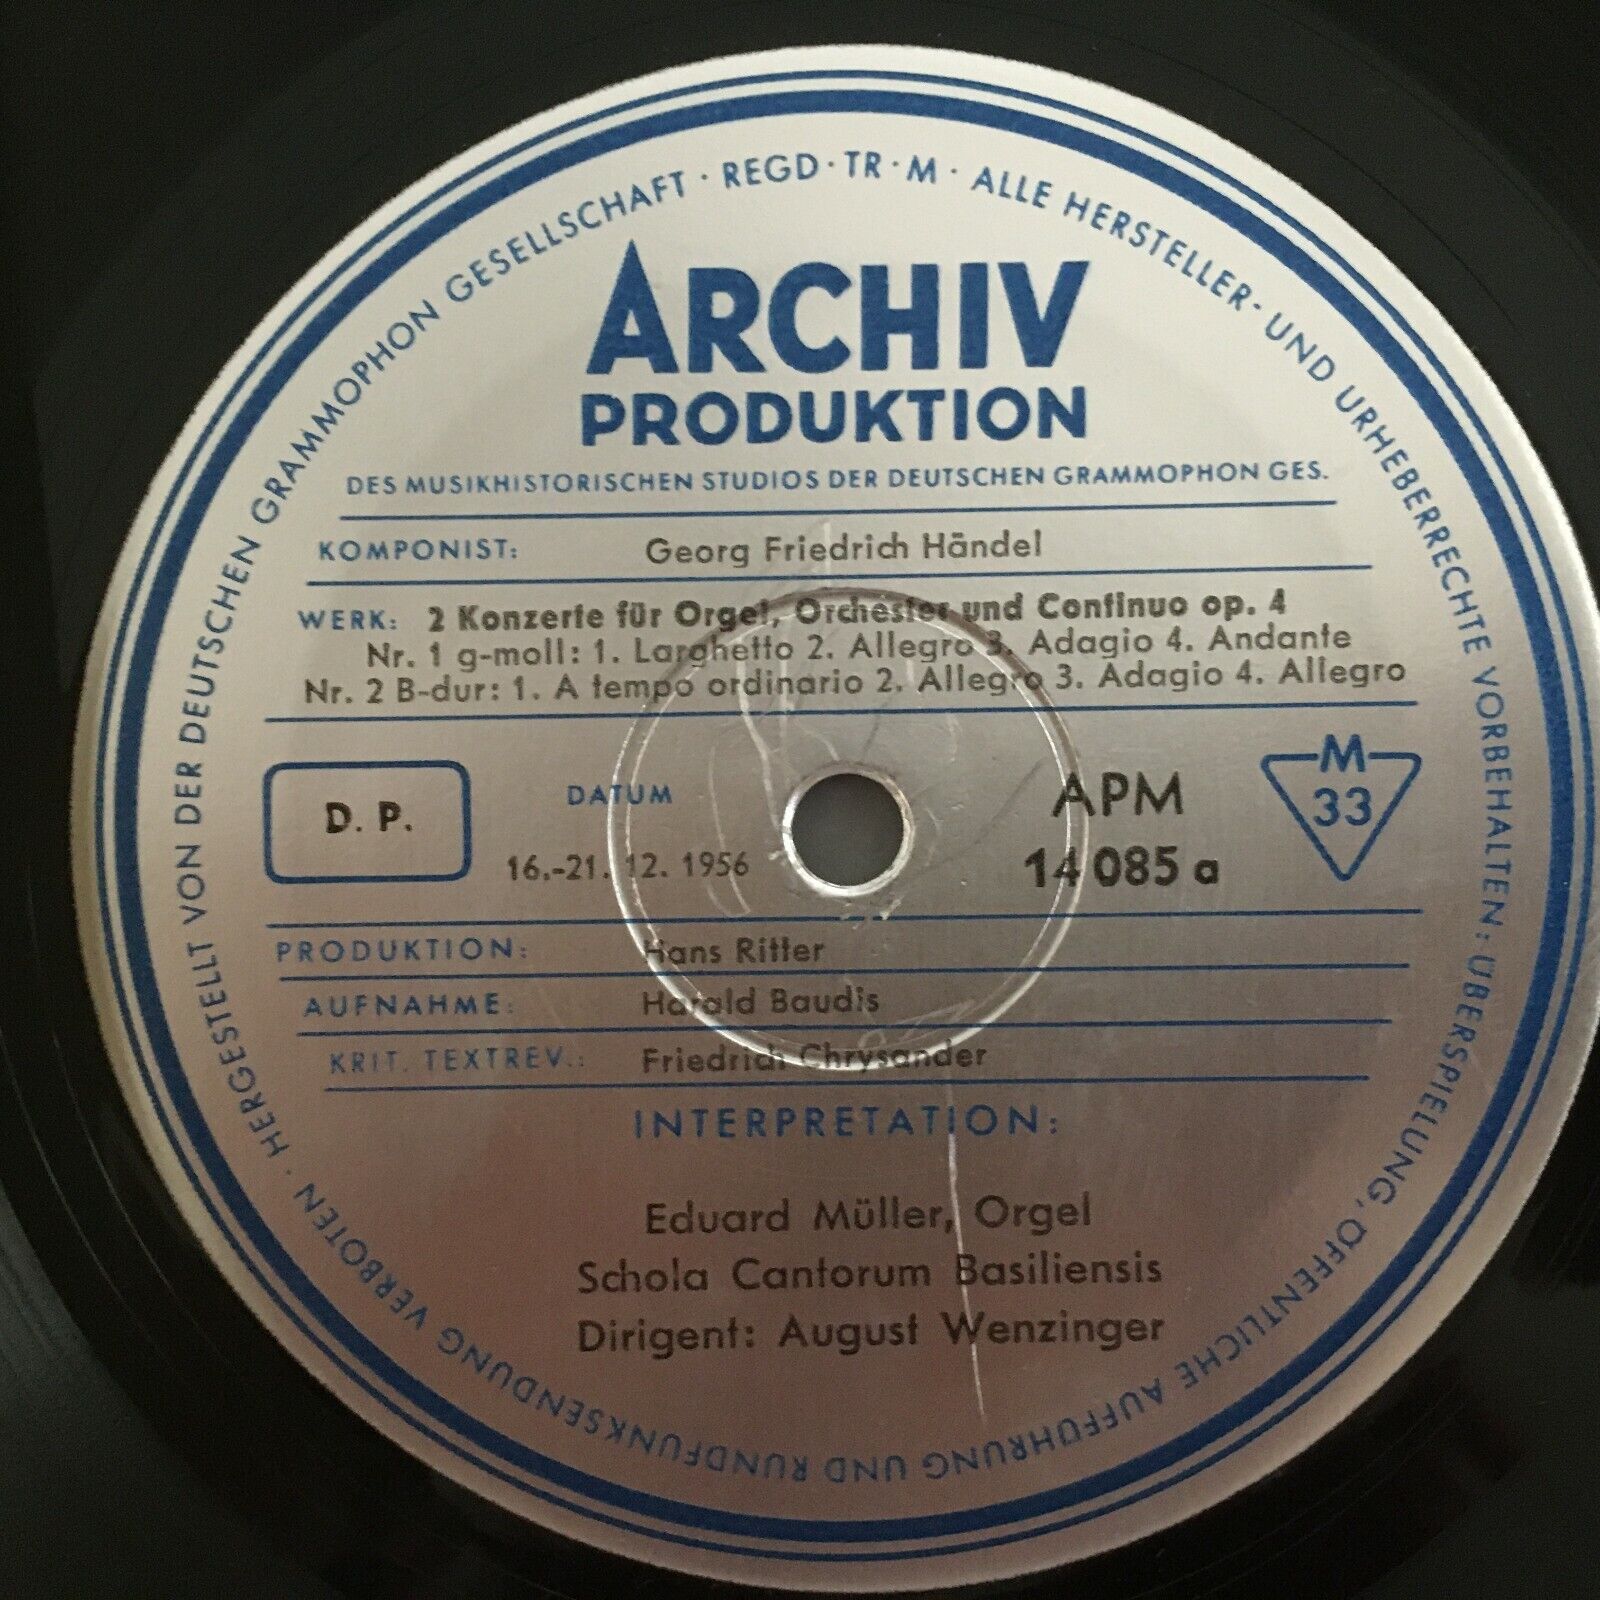 HERGESTELLT VON DER DEUTSCHEN GRAMMOPHON GESELLSCHAFT · REGD · TR · M · ALLE HERSTELLER- UND URHEBERRECHTE VORBEHALTEN; ÜBERSPIELUNG, ÖFFENTLICHE AUFFÜHRUNG UND RUNDFUNKSENDUNG VERBOTEN ·
ARCHIV
PRODUKTION
DES MUSIKHISTORISCHEN STUDIOS DER DEUTSCHEN GRAMMOPHON GES.
KOMPONIST: Georg Friedrich Händel
WERK: 2 Konzerte für Orgel, Orchester und Continuo op. 4
Nr. 1 g-moll: 1. Larghetto 2. Allegro 3. Adagio 4. Andante
Nr. 2 B-dur: 1. A tempo ordinario 2. Allegro 3. Adagio 4. Allegro
D. P.
DATUM
16.-21. 12. 1956
APM
14 085 a
M
33
PRODUKTION: Hans Ritter
AUFNAHME: Harald Baudis
KRIT. TEXTREV.: Friedrich Chrysander
INTERPRETATION:
Eduard Müller, Orgel
Schola Cantorum Basiliensis
Dirigent: August Wenzinger